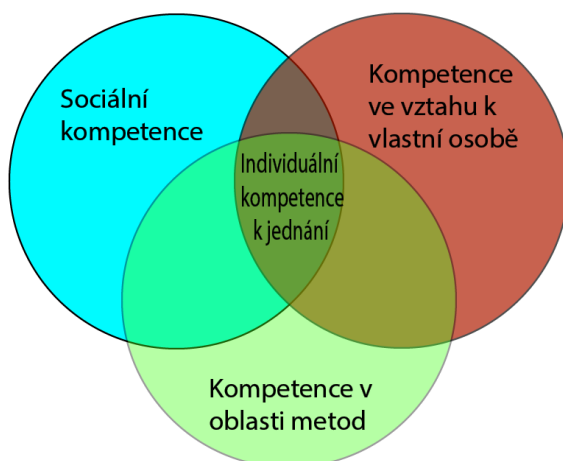 Sociální
kompetence
Kompetence
ve vztahu k
vlastní osobě
Individuální
kompetence
k jednání
Kompetence v
oblasti metod